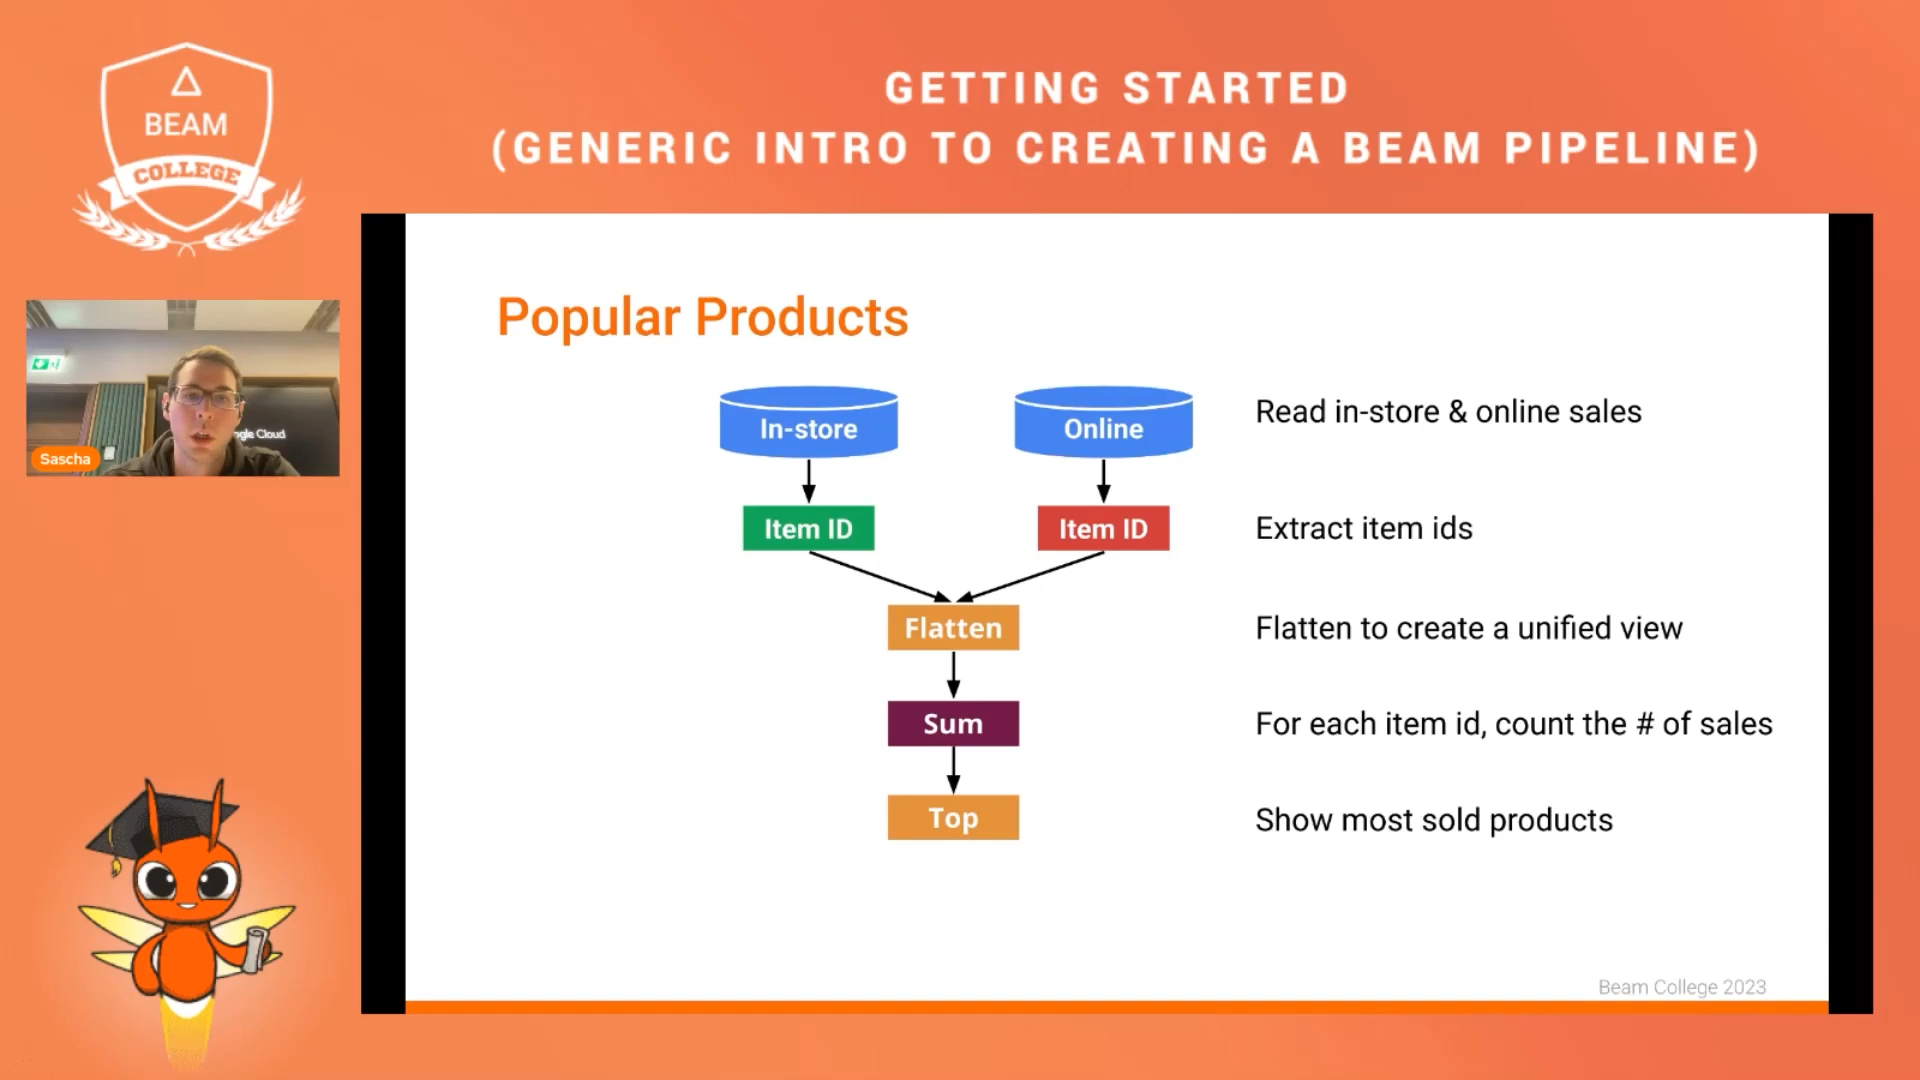 BEAM
COLLEGE
GETTING STARTED
(GENERIC INTRO TO CREATING A BEAM PIPELINE)
Sascha
Cloud
Popular Products
In-store
Online
Read in-store & online sales
Item ID
Item ID
Extract item ids
Flatten
Flatten to create a unified view
Sum
For each item id, count the # of sales
Top
Show most sold products
Beam College 2023